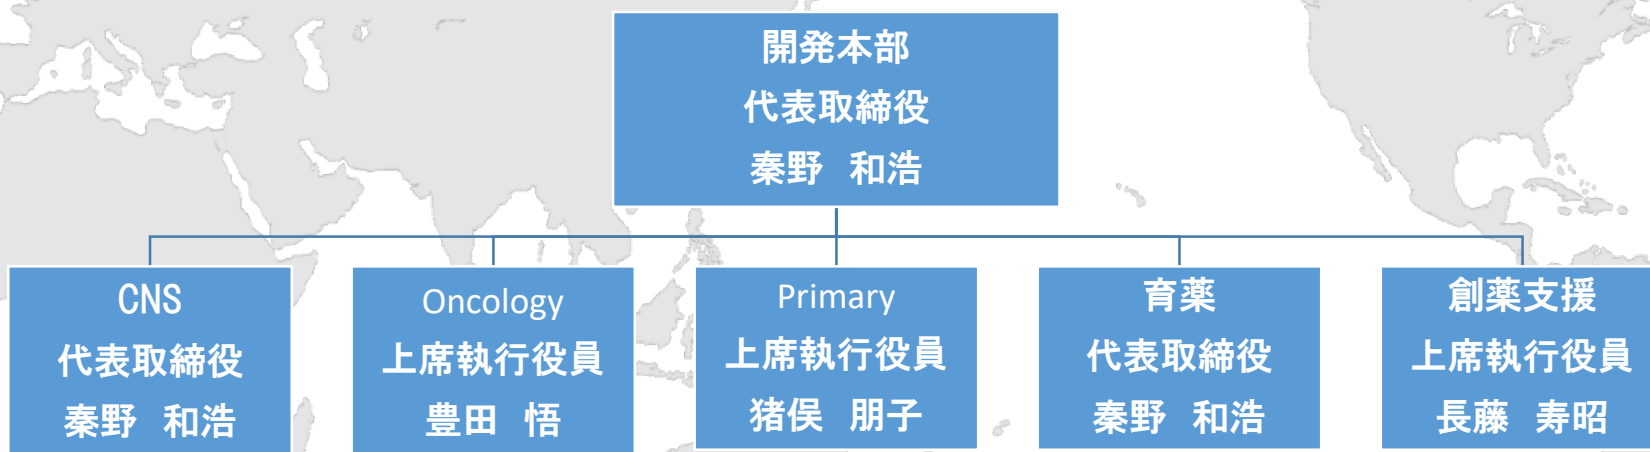 開発本部
代表取締役
秦野　和浩
CNS
代表取締役
秦野　和浩
Oncology
上席執行役員
豊田　悟
Primary
上席執行役員
猪俣　朋子
育薬
代表取締役
秦野　和浩
創薬支援
上席執行役員
長藤　寿昭